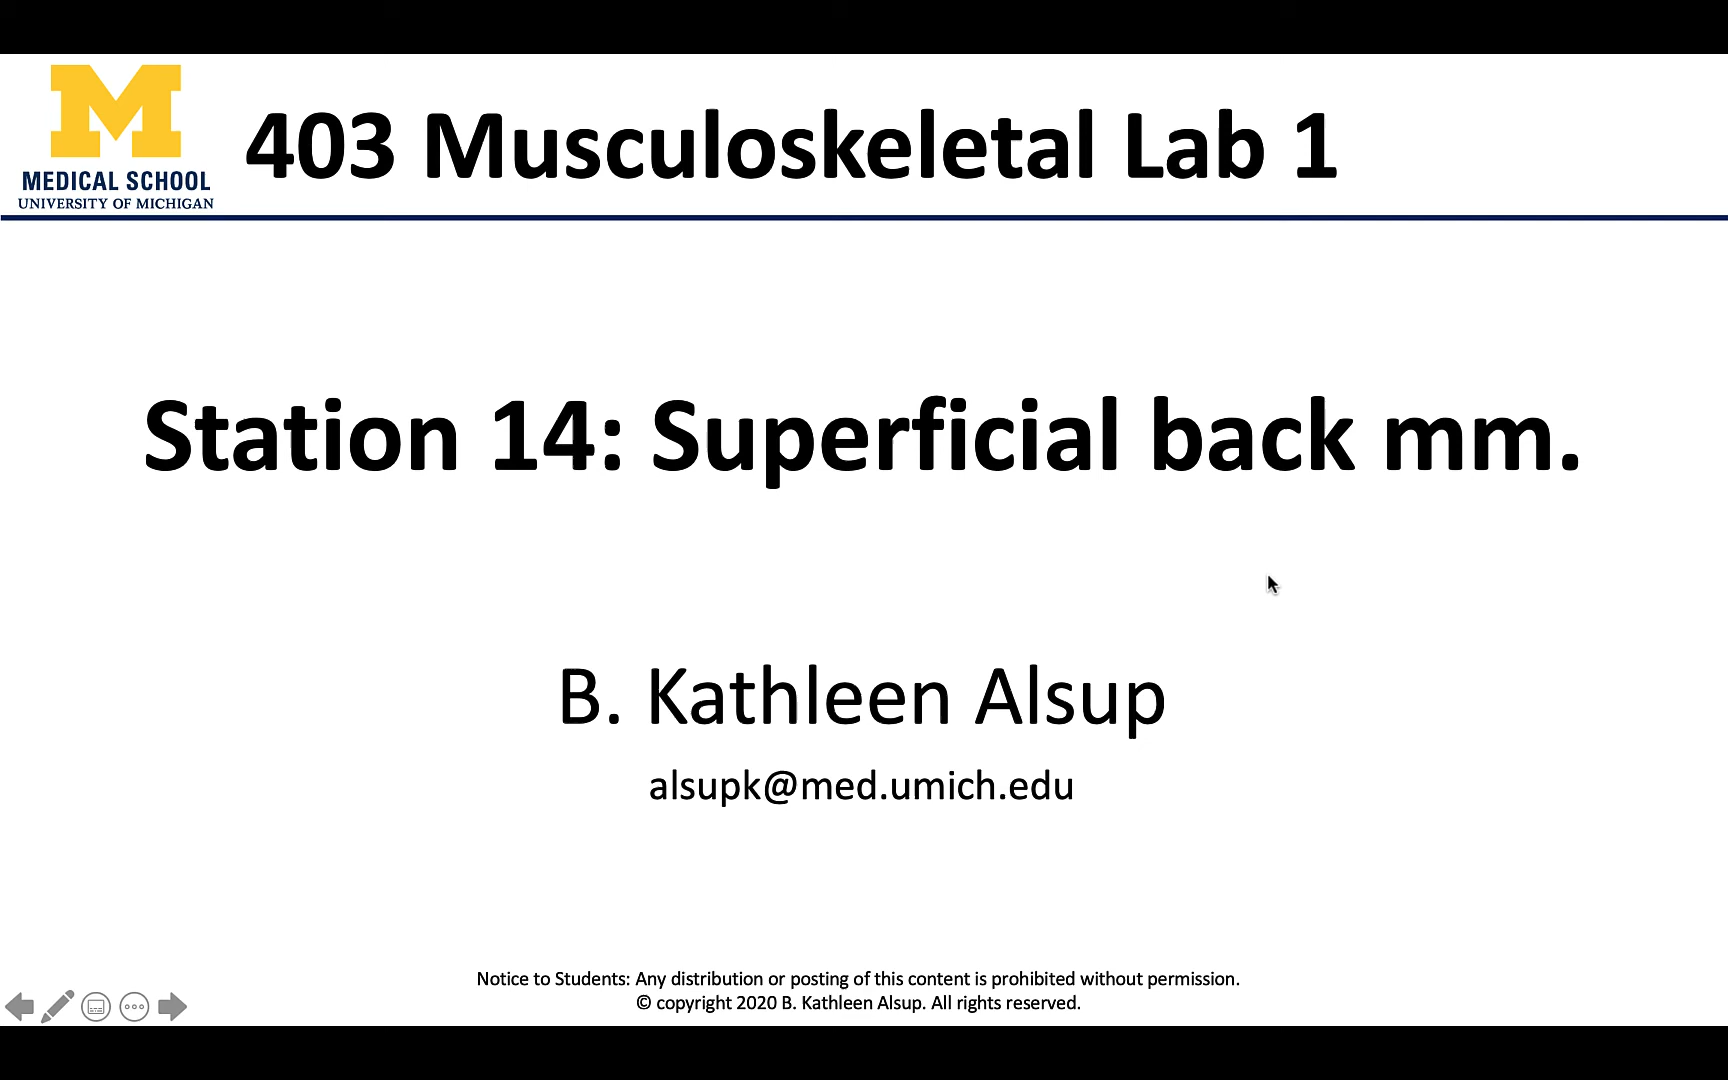 M
MEDICAL SCHOOL
UNIVERSITY OF MICHIGAN
403 Musculoskeletal Lab 1
Station 14: Superficial back mm.
B. Kathleen Alsup
alsupk@med.umich.edu
Notice to Students: Any distribution or posting of this content is prohibited without permission.
© copyright 2020 B. Kathleen Alsup. All rights reserved.